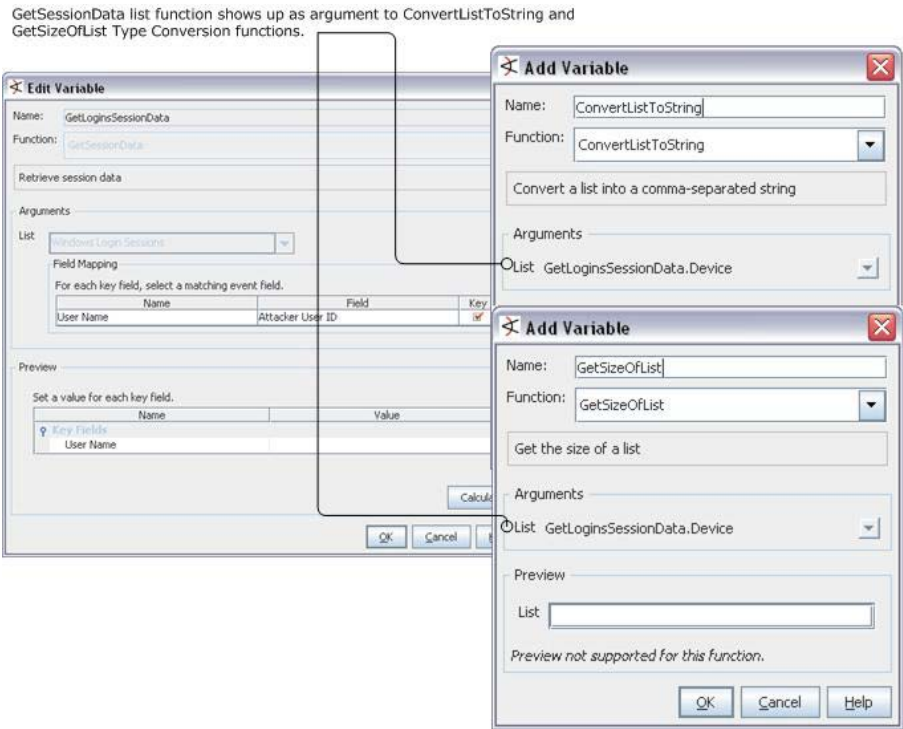 GetSessionData list function shows up as argument to ConvertListToString and
GetSizeOfList Type Conversion functions.
Edit Variable
Name: GetLoginsSessionData
Function: GetSessionData
Retrieve session data
Arguments
List Windows Login Sessions
Field Mapping
For each key field, select a matching event field.
Name Field Key
User Name Attacker User ID
Preview
Set a value for each key field.
Name Value
Key Fields
User Name
Calcula
OK Cancel
Add Variable
Name: ConvertListToString
Function: ConvertListToString
Convert a list into a comma-separated string
Arguments
List GetLoginsSessionData.Device
Add Variable
Name: GetSizeOfList
Function: GetSizeOfList
Get the size of a list
Arguments
List GetLoginsSessionData.Device
Preview
List
Preview not supported for this function.
OK Cancel Help